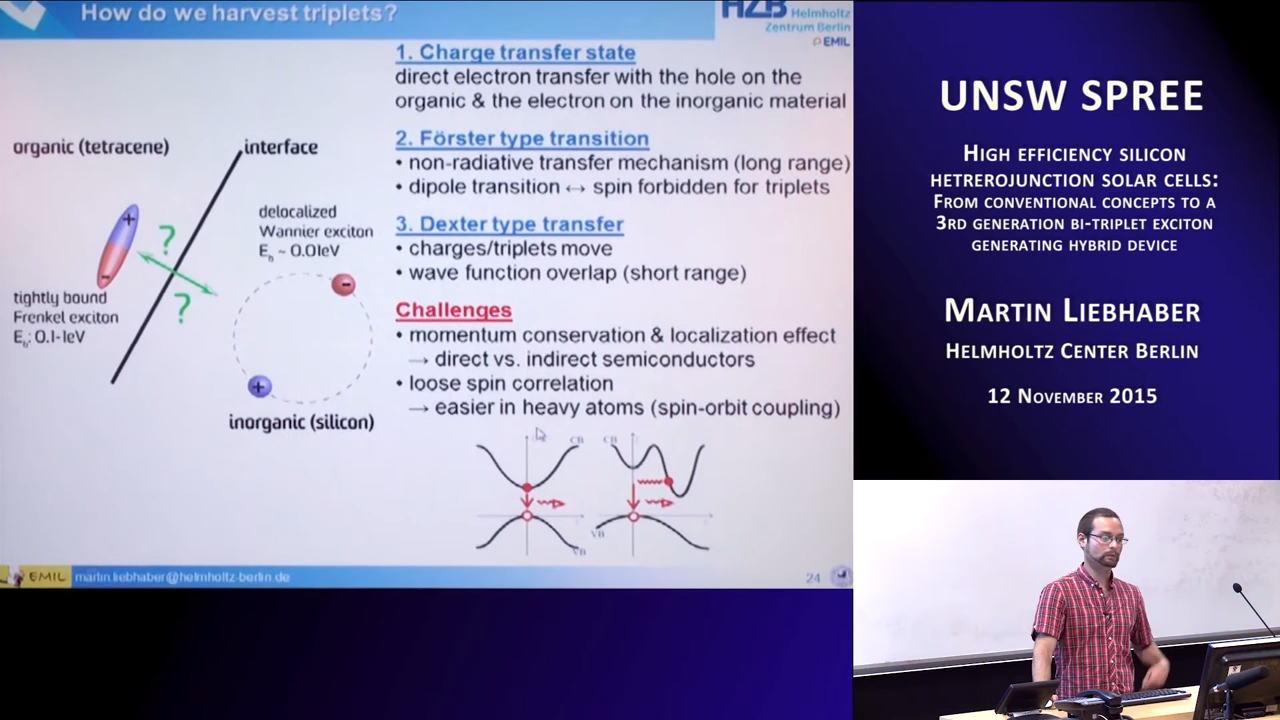 How do we harvest triplets?
HZB Helmholtz
Zentrum Berlin
EMIL
1. Charge transfer state
direct electron transfer with the hole on the
organic & the electron on the inorganic material
2. Förster type transition
• non-radiative transfer mechanism (long range)
• dipole transition ↔ spin forbidden for triplets
3. Dexter type transfer
• charges/triplets move
• wave function overlap (short range)
Challenges
• momentum conservation & localization effect
→ direct vs. indirect semiconductors
• loose spin correlation
→ easier in heavy atoms (spin-orbit coupling)
organic (tetracene)
interface
delocalized
Wannier exciton
E_b ~ 0.01eV
+
?
?
-
-
tightly bound
Frenkel exciton
E_b: 0.1-1eV
+
inorganic (silicon)
CB
CB
VB
VB
EMIL
martin.liebhaber@helmholtz-berlin.de
24
UNSW SPREE
HIGH EFFICIENCY SILICON
HETREROJUNCTION SOLAR CELLS:
FROM CONVENTIONAL CONCEPTS TO A
3RD GENERATION BI-TRIPLET EXCITON
GENERATING HYBRID DEVICE
MARTIN LIEBHABER
HELMHOLTZ CENTER BERLIN
12 NOVEMBER 2015